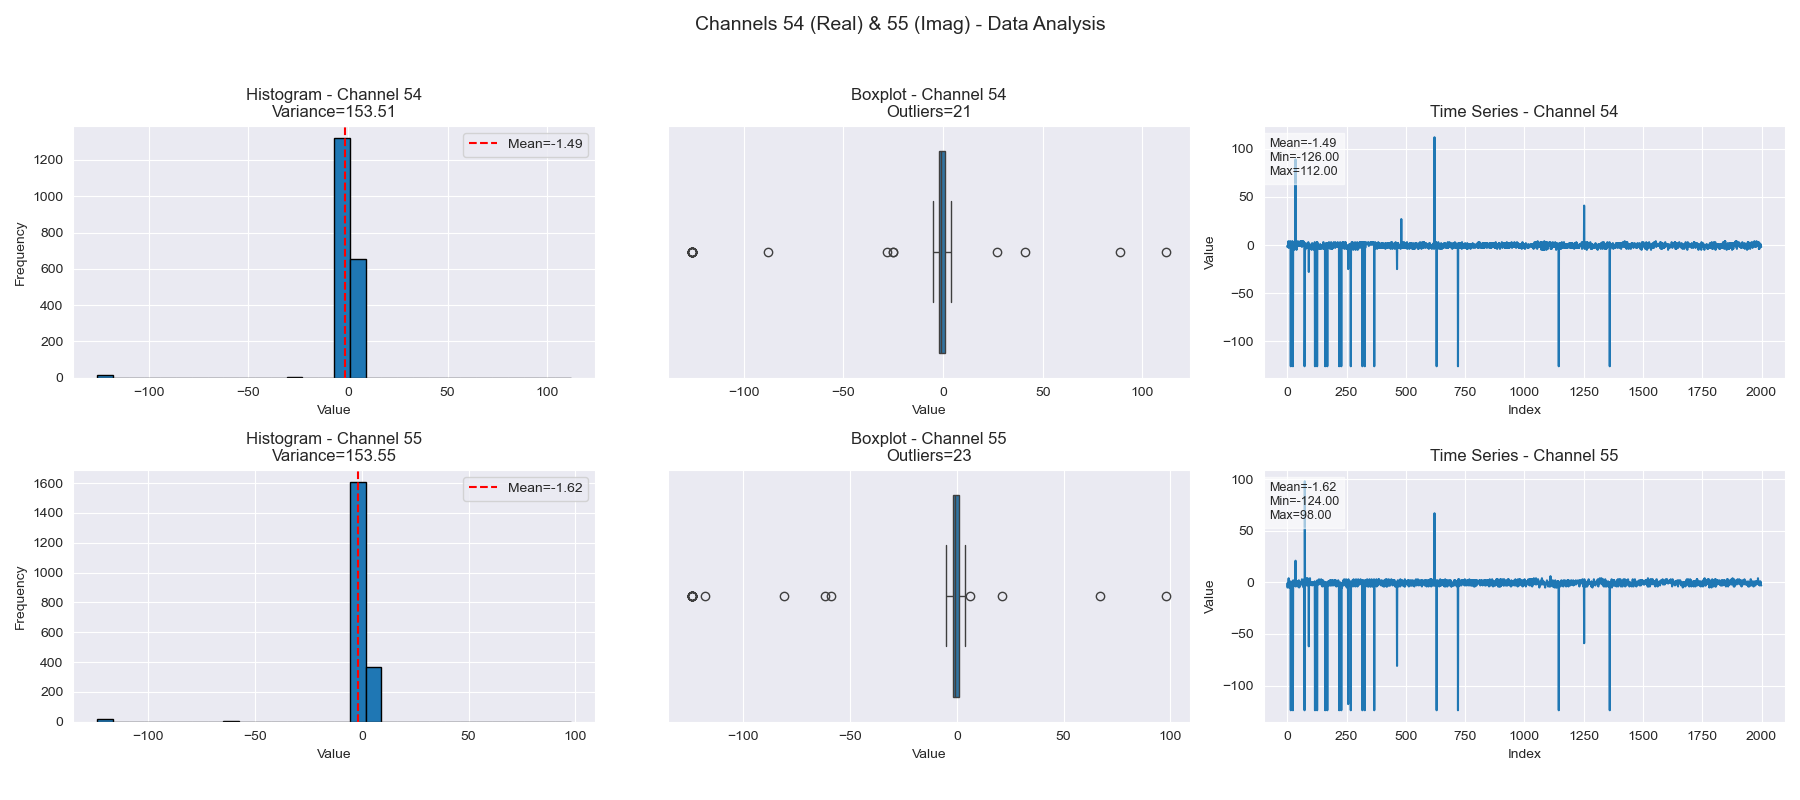 Channels 54 (Real) & 55 (Imag) - Data Analysis
Histogram - Channel 54
Variance=153.51
Mean=-1.49
Frequency
1200
1000
800
600
400
200
0
−100
−50
0
50
100
Value
Boxplot - Channel 54
Outliers=21
−100
−50
0
50
100
Value
Time Series - Channel 54
Mean=-1.49
Min=-126.00
Max=112.00
Value
100
50
0
−50
−100
0
250
500
750
1000
1250
1500
1750
2000
Index
Histogram - Channel 55
Variance=153.55
Mean=-1.62
Frequency
1600
1400
1200
1000
800
600
400
200
0
−100
−50
0
50
100
Value
Boxplot - Channel 55
Outliers=23
−100
−50
0
50
100
Value
Time Series - Channel 55
Mean=-1.62
Min=-124.00
Max=98.00
Value
100
50
0
−50
−100
0
250
500
750
1000
1250
1500
1750
2000
Index